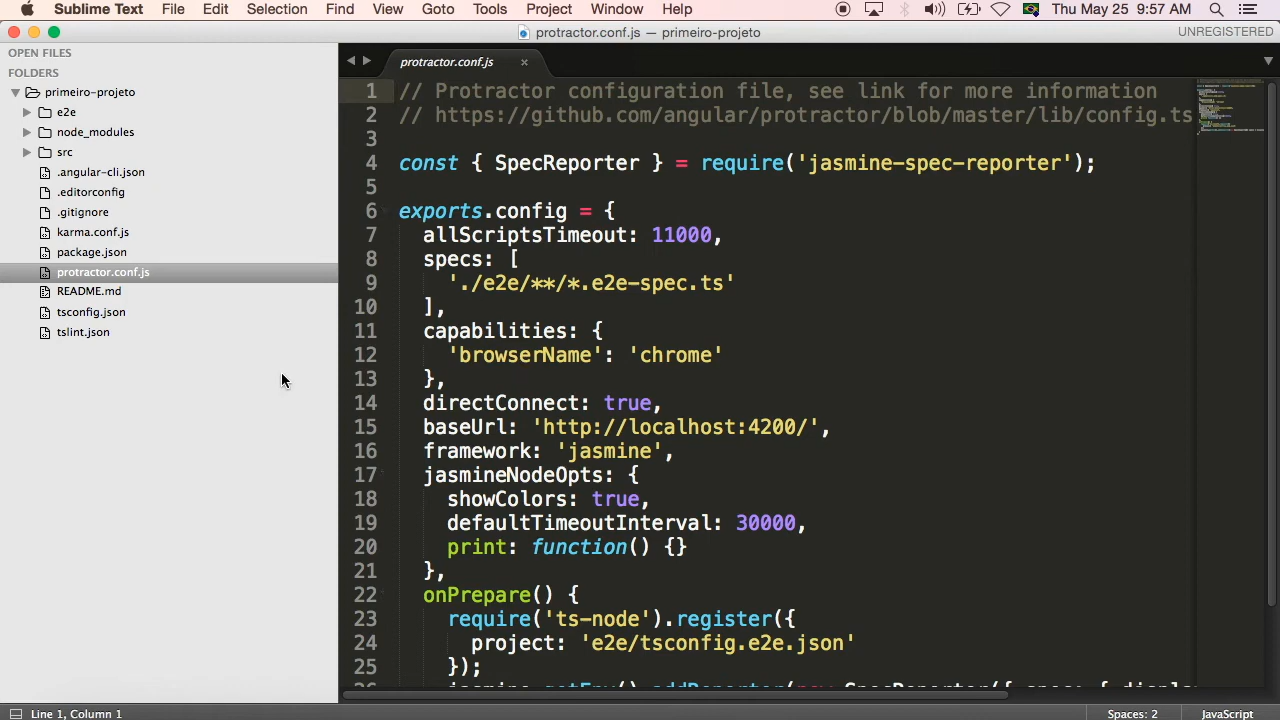 Sublime Text File Edit Selection Find View Goto Tools Project Window Help Thu May 25 9:57 AM
protractor.conf.js — primeiro-projeto UNREGISTERED
OPEN FILES
FOLDERS
primeiro-projeto
e2e
node_modules
src
.angular-cli.json
.editorconfig
.gitignore
karma.conf.js
package.json
protractor.conf.js
README.md
tsconfig.json
tslint.json
protractor.conf.js ×
1 // Protractor configuration file, see link for more information
2 // https://github.com/angular/protractor/blob/master/lib/config.ts
3
4 const { SpecReporter } = require('jasmine-spec-reporter');
5
6 exports.config = {
7 allScriptsTimeout: 11000,
8 specs: [
9 './e2e/**/*.e2e-spec.ts'
10 ],
11 capabilities: {
12 'browserName': 'chrome'
13 },
14 directConnect: true,
15 baseUrl: 'http://localhost:4200/',
16 framework: 'jasmine',
17 jasmineNodeOpts: {
18 showColors: true,
19 defaultTimeoutInterval: 30000,
20 print: function() {}
21 },
22 onPrepare() {
23 require('ts-node').register({
24 project: 'e2e/tsconfig.e2e.json'
25 });
Line 1, Column 1 Spaces: 2 JavaScript